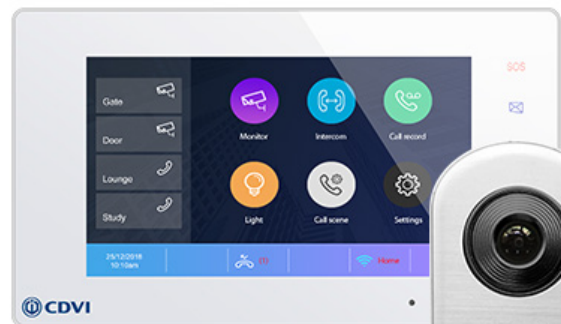 SOS
Gate
Door
Lounge
Study
Monitor
Intercom
Call record
Light
Call scene
Settings
25/12/2018
10:10am
(1)
Home
CDVI